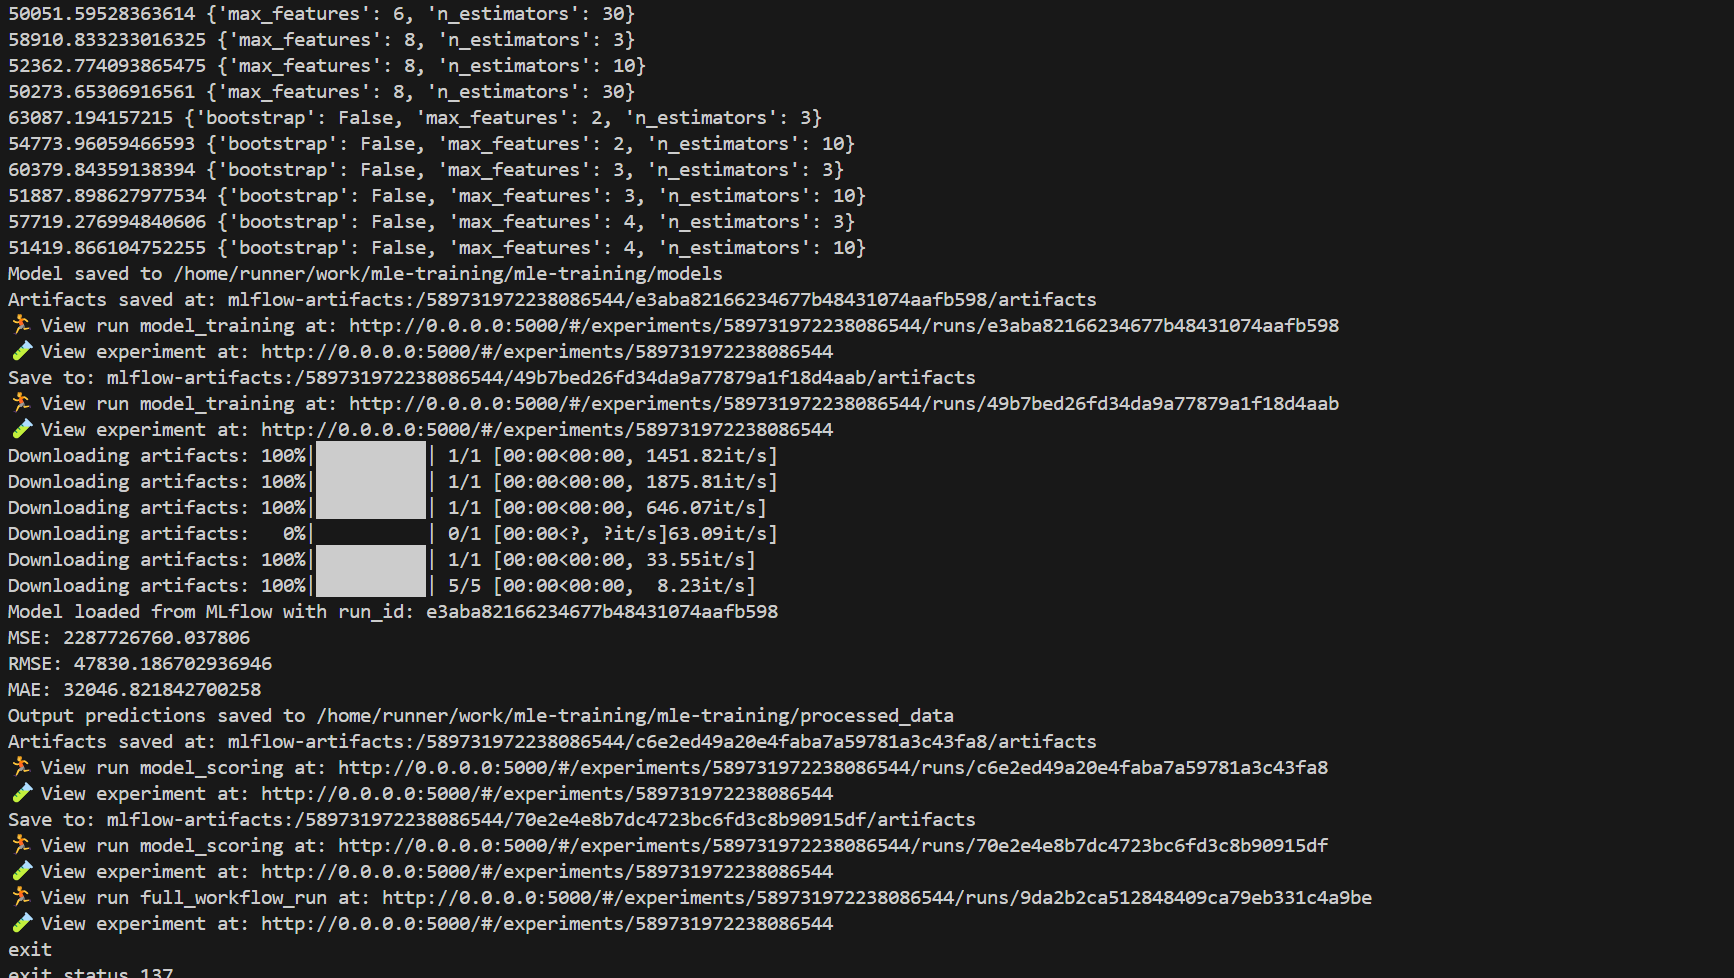 50051.59528363614 {'max_features': 6, 'n_estimators': 30}
58910.833233016325 {'max_features': 8, 'n_estimators': 3}
52362.774093865475 {'max_features': 8, 'n_estimators': 10}
50273.65306916561 {'max_features': 8, 'n_estimators': 30}
63087.194157215 {'bootstrap': False, 'max_features': 2, 'n_estimators': 3}
54773.96059466593 {'bootstrap': False, 'max_features': 2, 'n_estimators': 10}
60379.84359138394 {'bootstrap': False, 'max_features': 3, 'n_estimators': 3}
51887.898627977534 {'bootstrap': False, 'max_features': 3, 'n_estimators': 10}
57719.276994840606 {'bootstrap': False, 'max_features': 4, 'n_estimators': 3}
51419.866104752255 {'bootstrap': False, 'max_features': 4, 'n_estimators': 10}
Model saved to /home/runner/work/mle-training/mle-training/models
Artifacts saved at: mlflow-artifacts:/589731972238086544/e3aba82166234677b48431074aafb598/artifacts
🏃 View run model_training at: http://0.0.0.0:5000/#/experiments/589731972238086544/runs/e3aba82166234677b48431074aafb598
🧪 View experiment at: http://0.0.0.0:5000/#/experiments/589731972238086544
Save to: mlflow-artifacts:/589731972238086544/49b7bed26fd34da9a77879a1f18d4aab/artifacts
🏃 View run model_training at: http://0.0.0.0:5000/#/experiments/589731972238086544/runs/49b7bed26fd34da9a77879a1f18d4aab
🧪 View experiment at: http://0.0.0.0:5000/#/experiments/589731972238086544
Downloading artifacts: 100%|██████████| 1/1 [00:00<00:00, 1451.82it/s]
Downloading artifacts: 100%|██████████| 1/1 [00:00<00:00, 1875.81it/s]
Downloading artifacts: 100%|██████████| 1/1 [00:00<00:00, 646.07it/s]
Downloading artifacts:   0%|          | 0/1 [00:00<?, ?it/s]63.09it/s]
Downloading artifacts: 100%|██████████| 1/1 [00:00<00:00, 33.55it/s]
Downloading artifacts: 100%|██████████| 5/5 [00:00<00:00,  8.23it/s]
Model loaded from MLflow with run_id: e3aba82166234677b48431074aafb598
MSE: 2287726760.037806
RMSE: 47830.186702936946
MAE: 32046.821842700258
Output predictions saved to /home/runner/work/mle-training/mle-training/processed_data
Artifacts saved at: mlflow-artifacts:/589731972238086544/c6e2ed49a20e4faba7a59781a3c43fa8/artifacts
🏃 View run model_scoring at: http://0.0.0.0:5000/#/experiments/589731972238086544/runs/c6e2ed49a20e4faba7a59781a3c43fa8
🧪 View experiment at: http://0.0.0.0:5000/#/experiments/589731972238086544
Save to: mlflow-artifacts:/589731972238086544/70e2e4e8b7dc4723bc6fd3c8b90915df/artifacts
🏃 View run model_scoring at: http://0.0.0.0:5000/#/experiments/589731972238086544/runs/70e2e4e8b7dc4723bc6fd3c8b90915df
🧪 View experiment at: http://0.0.0.0:5000/#/experiments/589731972238086544
🏃 View run full_workflow_run at: http://0.0.0.0:5000/#/experiments/589731972238086544/runs/9da2b2ca512848409ca79eb331c4a9be
🧪 View experiment at: http://0.0.0.0:5000/#/experiments/589731972238086544
exit
exit status 137